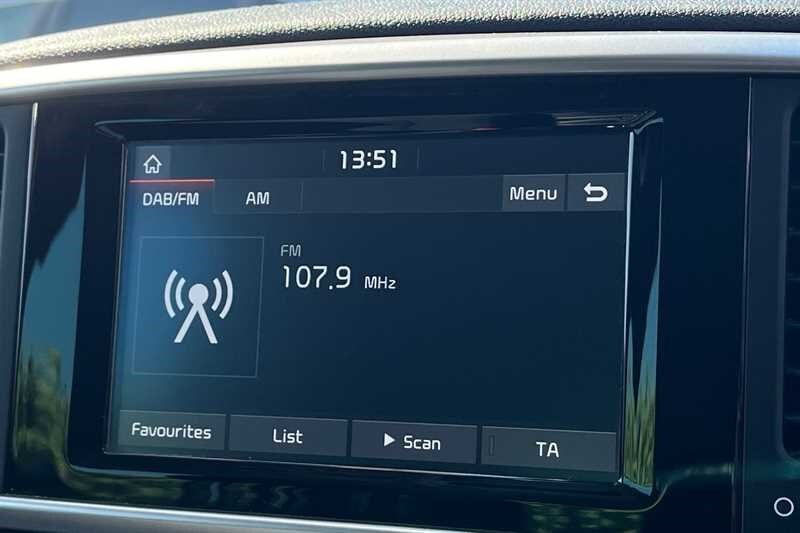 13:51
DAB/FM AM Menu
FM
107.9 MHz
Favourites List Scan TA